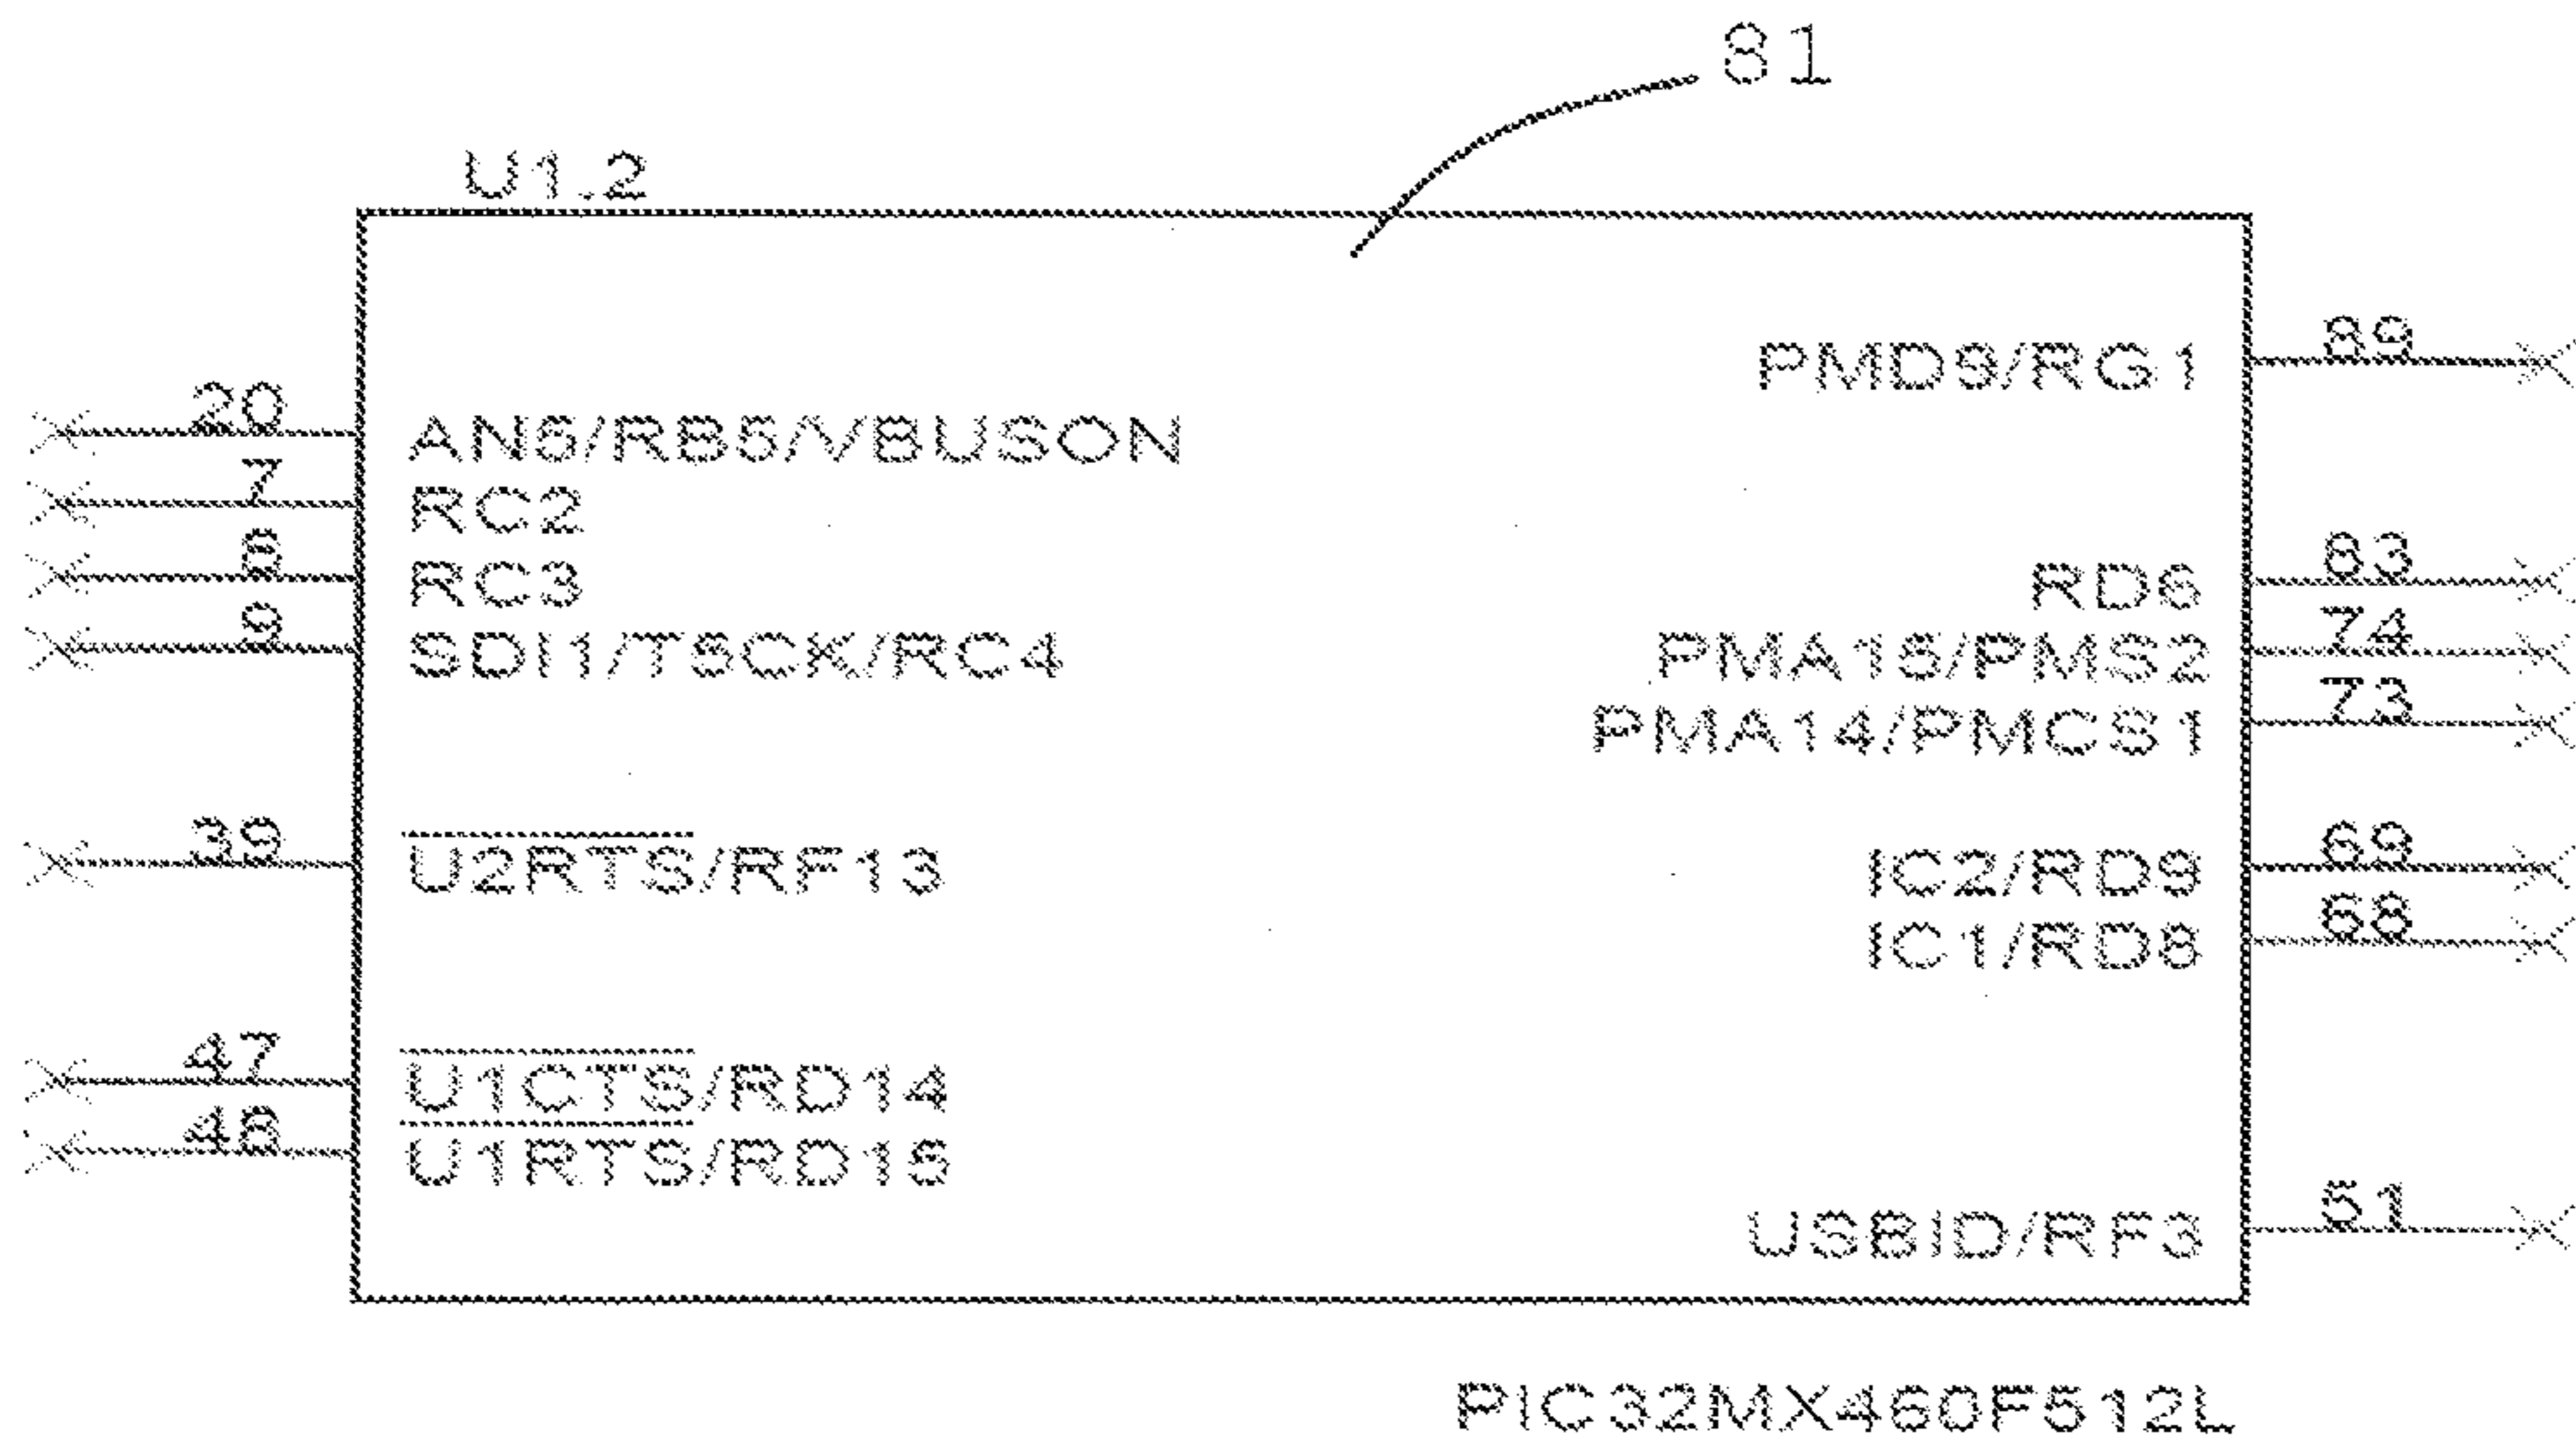 81
U1.2
89 PMD9/RG1
20 AN5/RB5/VBUSON
7 RC2
8 RC3
9 SDI1/T5CK/RC4
RD6 83
PMA15/PMS2 74
PMA14/PMCS1 73
39 U2RTS/RF13
IC2/RD9 69
IC1/RD8 68
47 U1CTS/RD14
48 U1RTS/RD15
USBID/RF3 51
PIC32MX460F512L